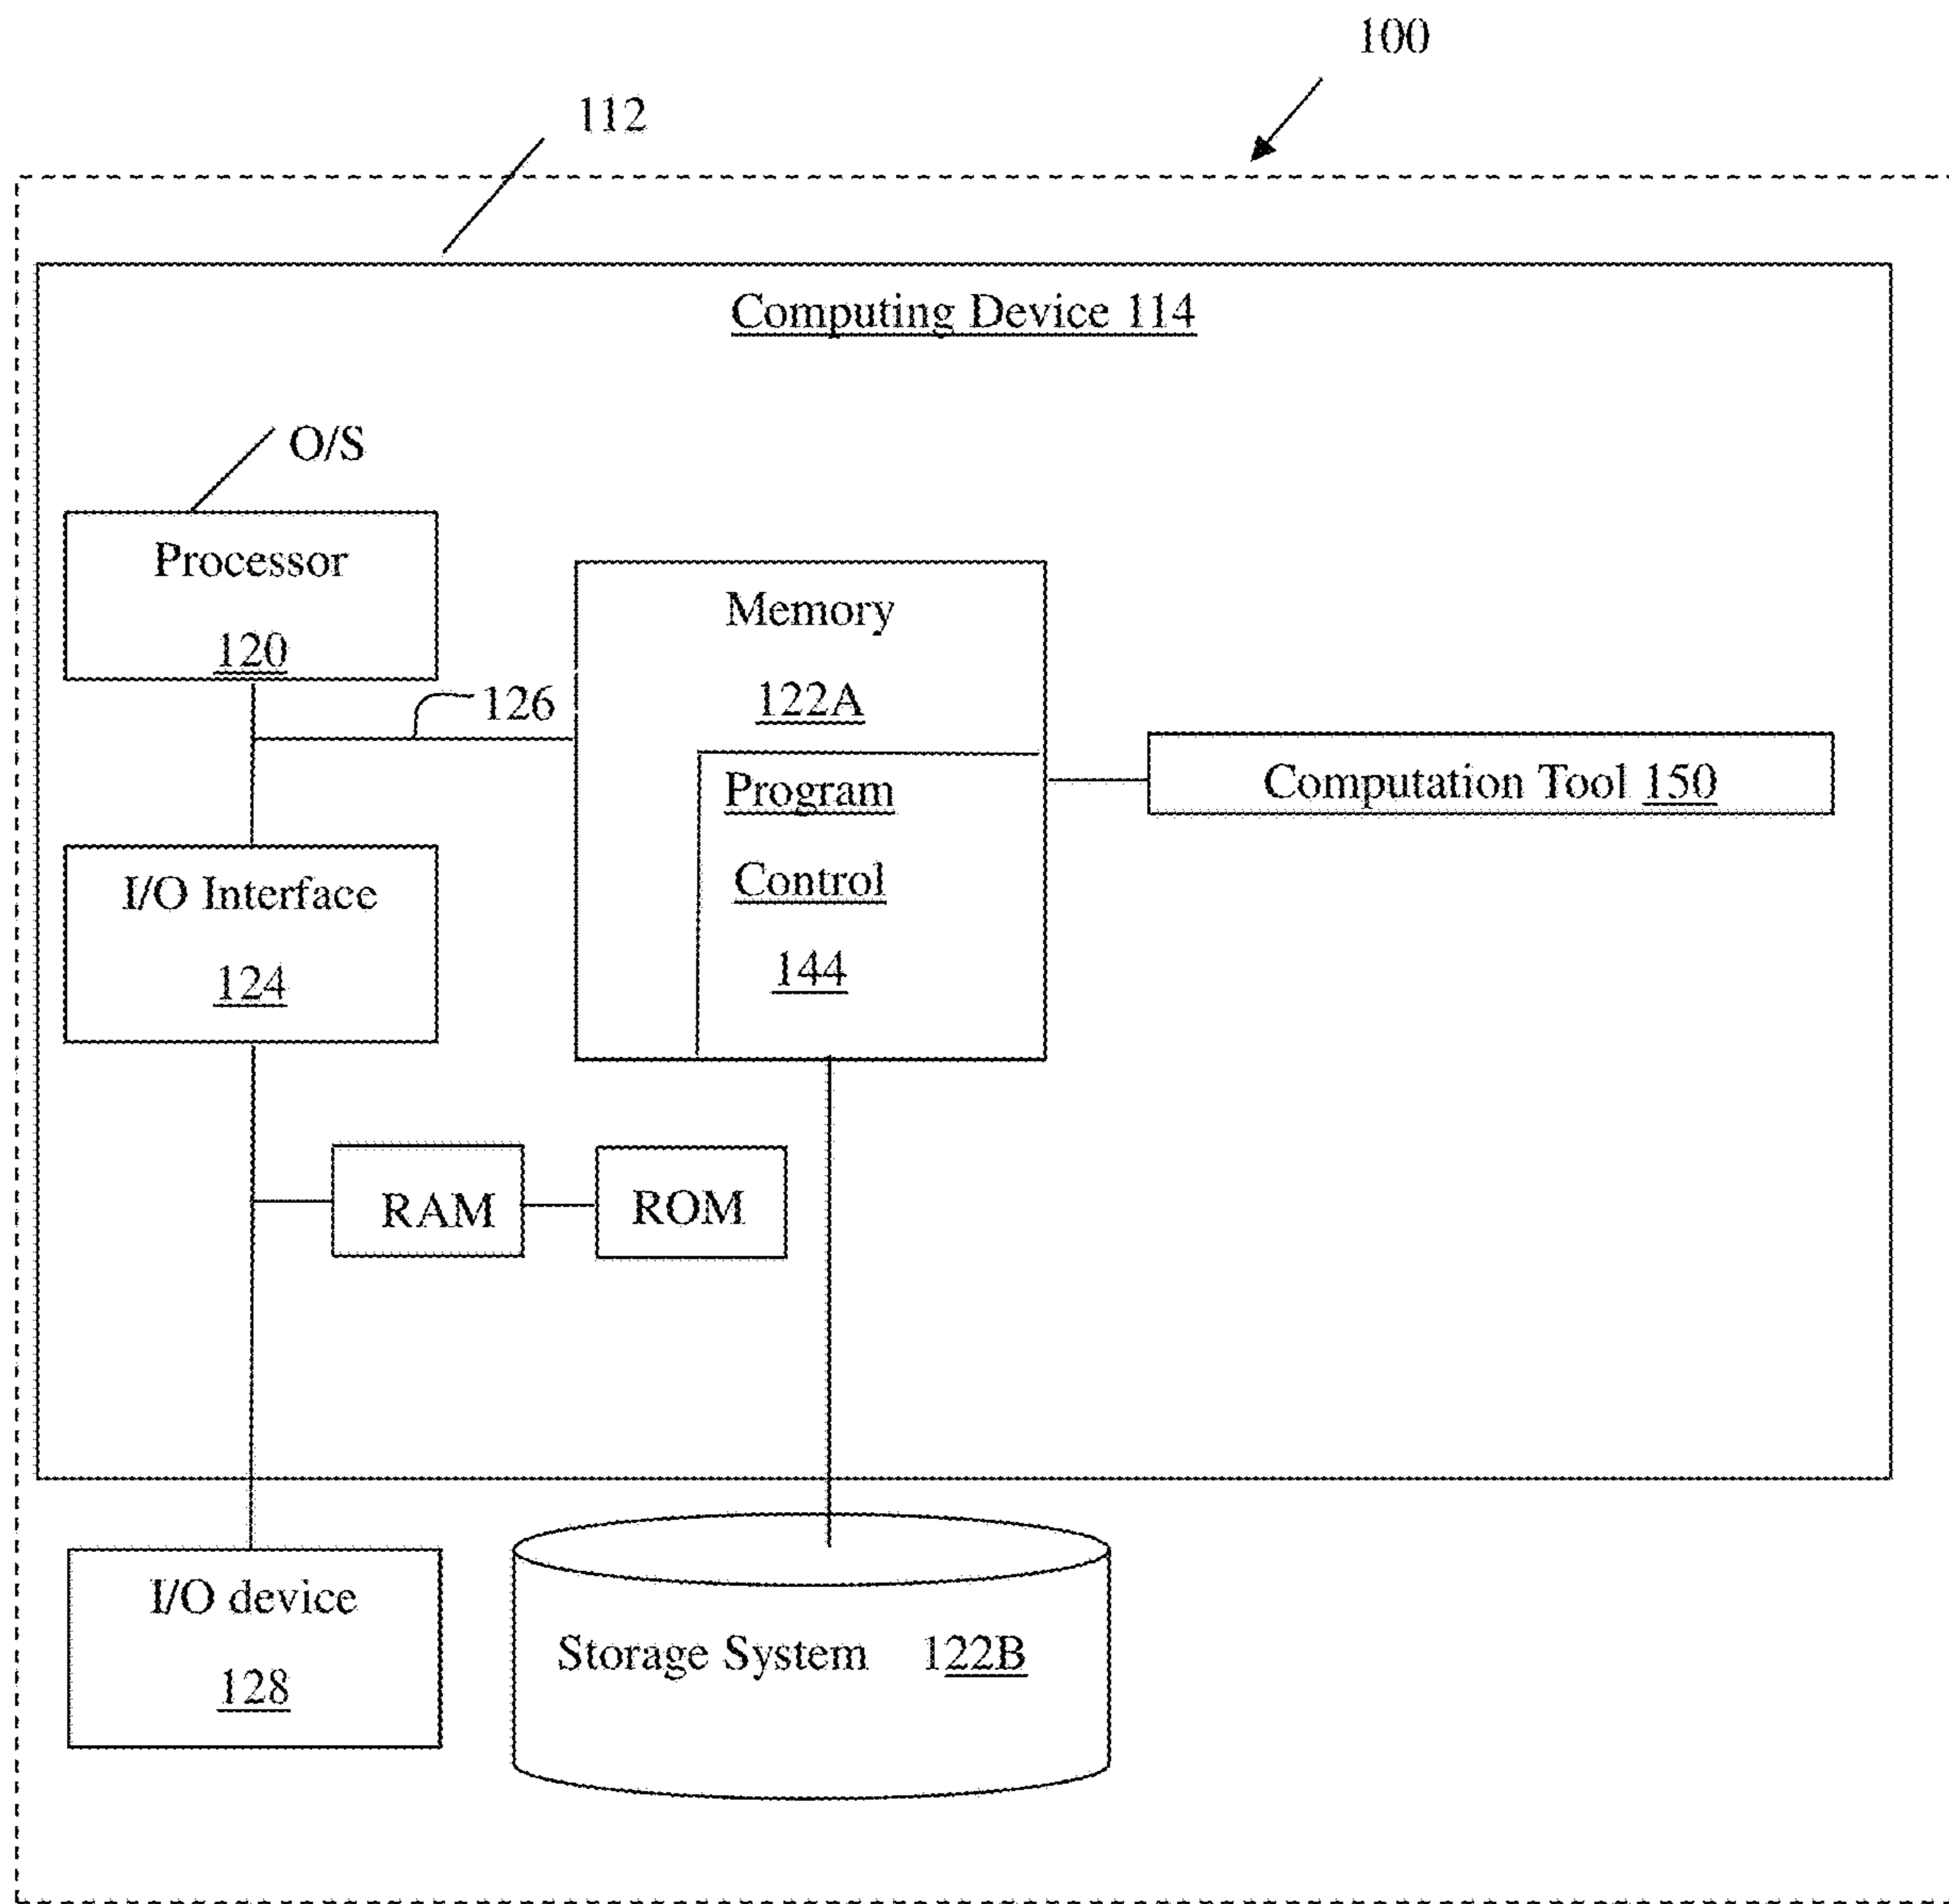 100
112
Computing Device 114
O/S
Processor
120
126
Memory
122A
Program
Control
144
Computation Tool 150
I/O Interface
124
RAM
ROM
I/O device
128
Storage System 122B